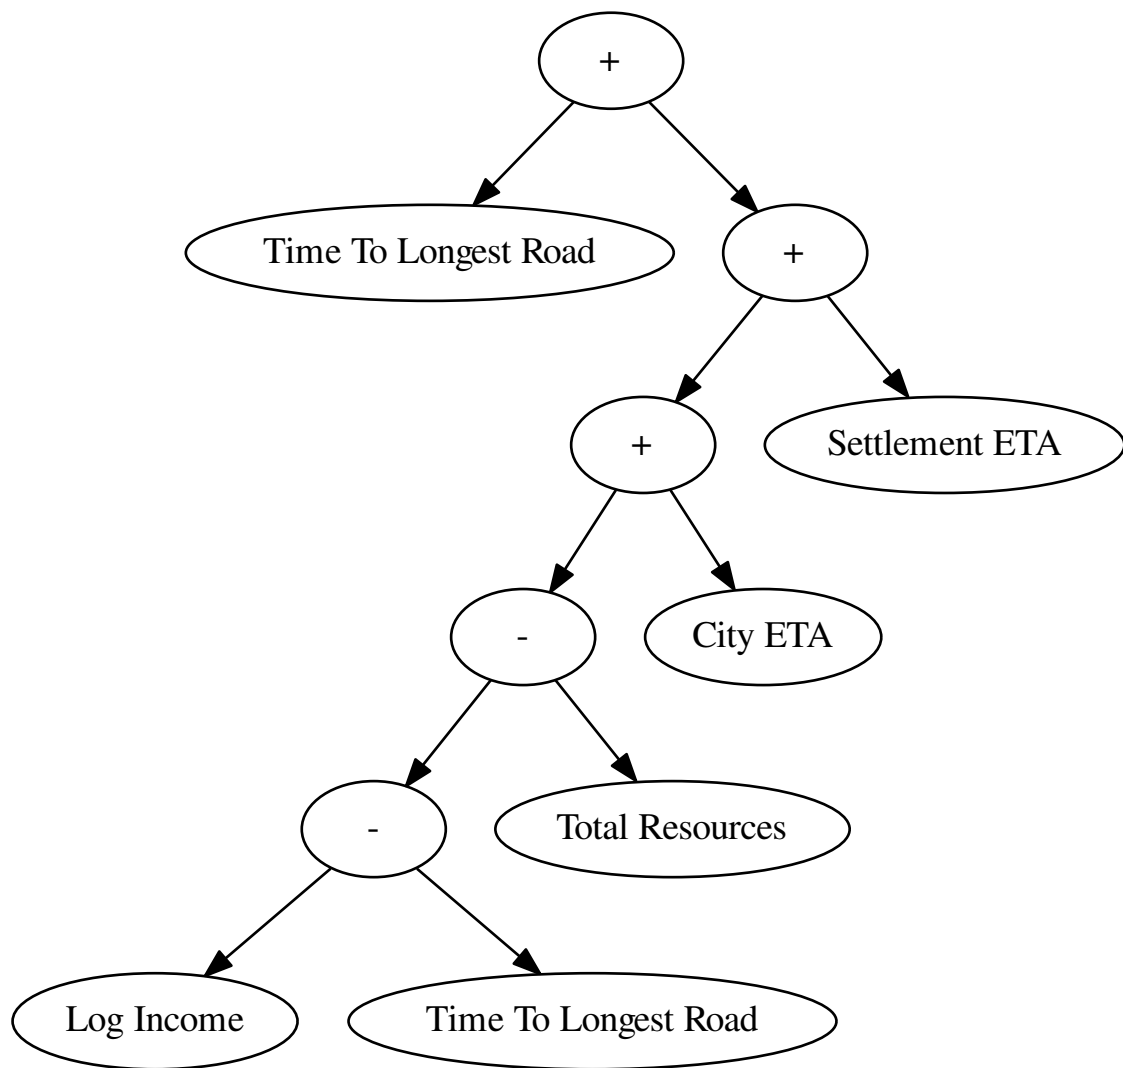 +
Time To Longest Road
+
+
Settlement ETA
-
City ETA
-
Total Resources
Log Income
Time To Longest Road